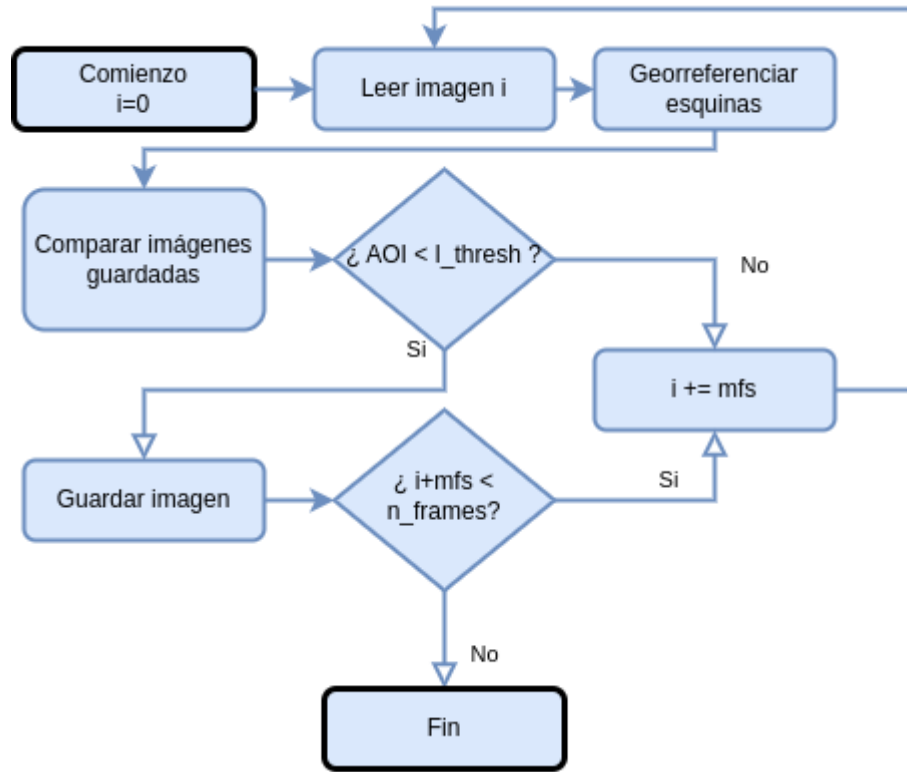 Comienzo
i=0
Leer imagen i
Georreferenciar
esquinas
Comparar imágenes
guardadas
¿ AOI < I_thresh ?
No
Si
i += mfs
Guardar imagen
¿ i+mfs <
n_frames?
Si
No
Fin